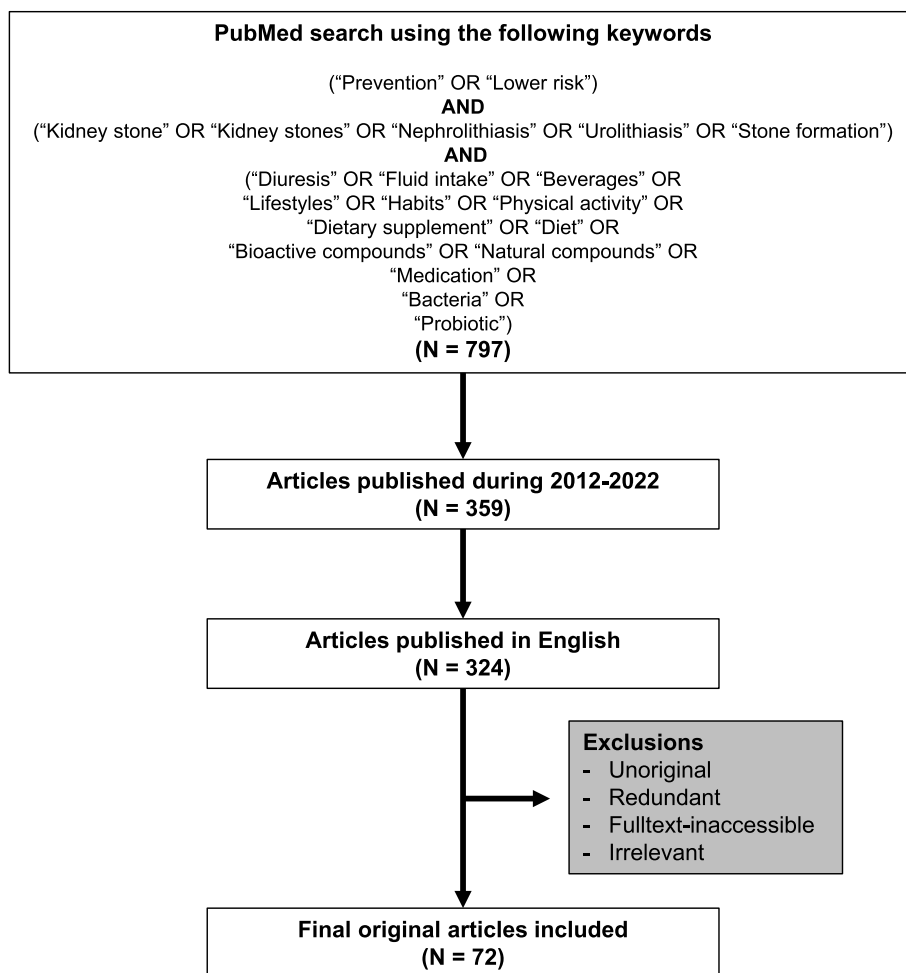 PubMed search using the following keywords
(“Prevention” OR “Lower risk”)
AND
(“Kidney stone” OR “Kidney stones” OR “Nephrolithiasis” OR “Urolithiasis” OR “Stone formation”)
AND
(“Diuresis” OR “Fluid intake” OR “Beverages” OR
“Lifestyles” OR “Habits” OR “Physical activity” OR
“Dietary supplement” OR “Diet” OR
“Bioactive compounds” OR “Natural compounds” OR
“Medication” OR
“Bacteria” OR
“Probiotic”)
(N = 797)
Articles published during 2012-2022
(N = 359)
Articles published in English
(N = 324)
Exclusions
- Unoriginal
- Redundant
- Fulltext-inaccessible
- Irrelevant
Final original articles included
(N = 72)